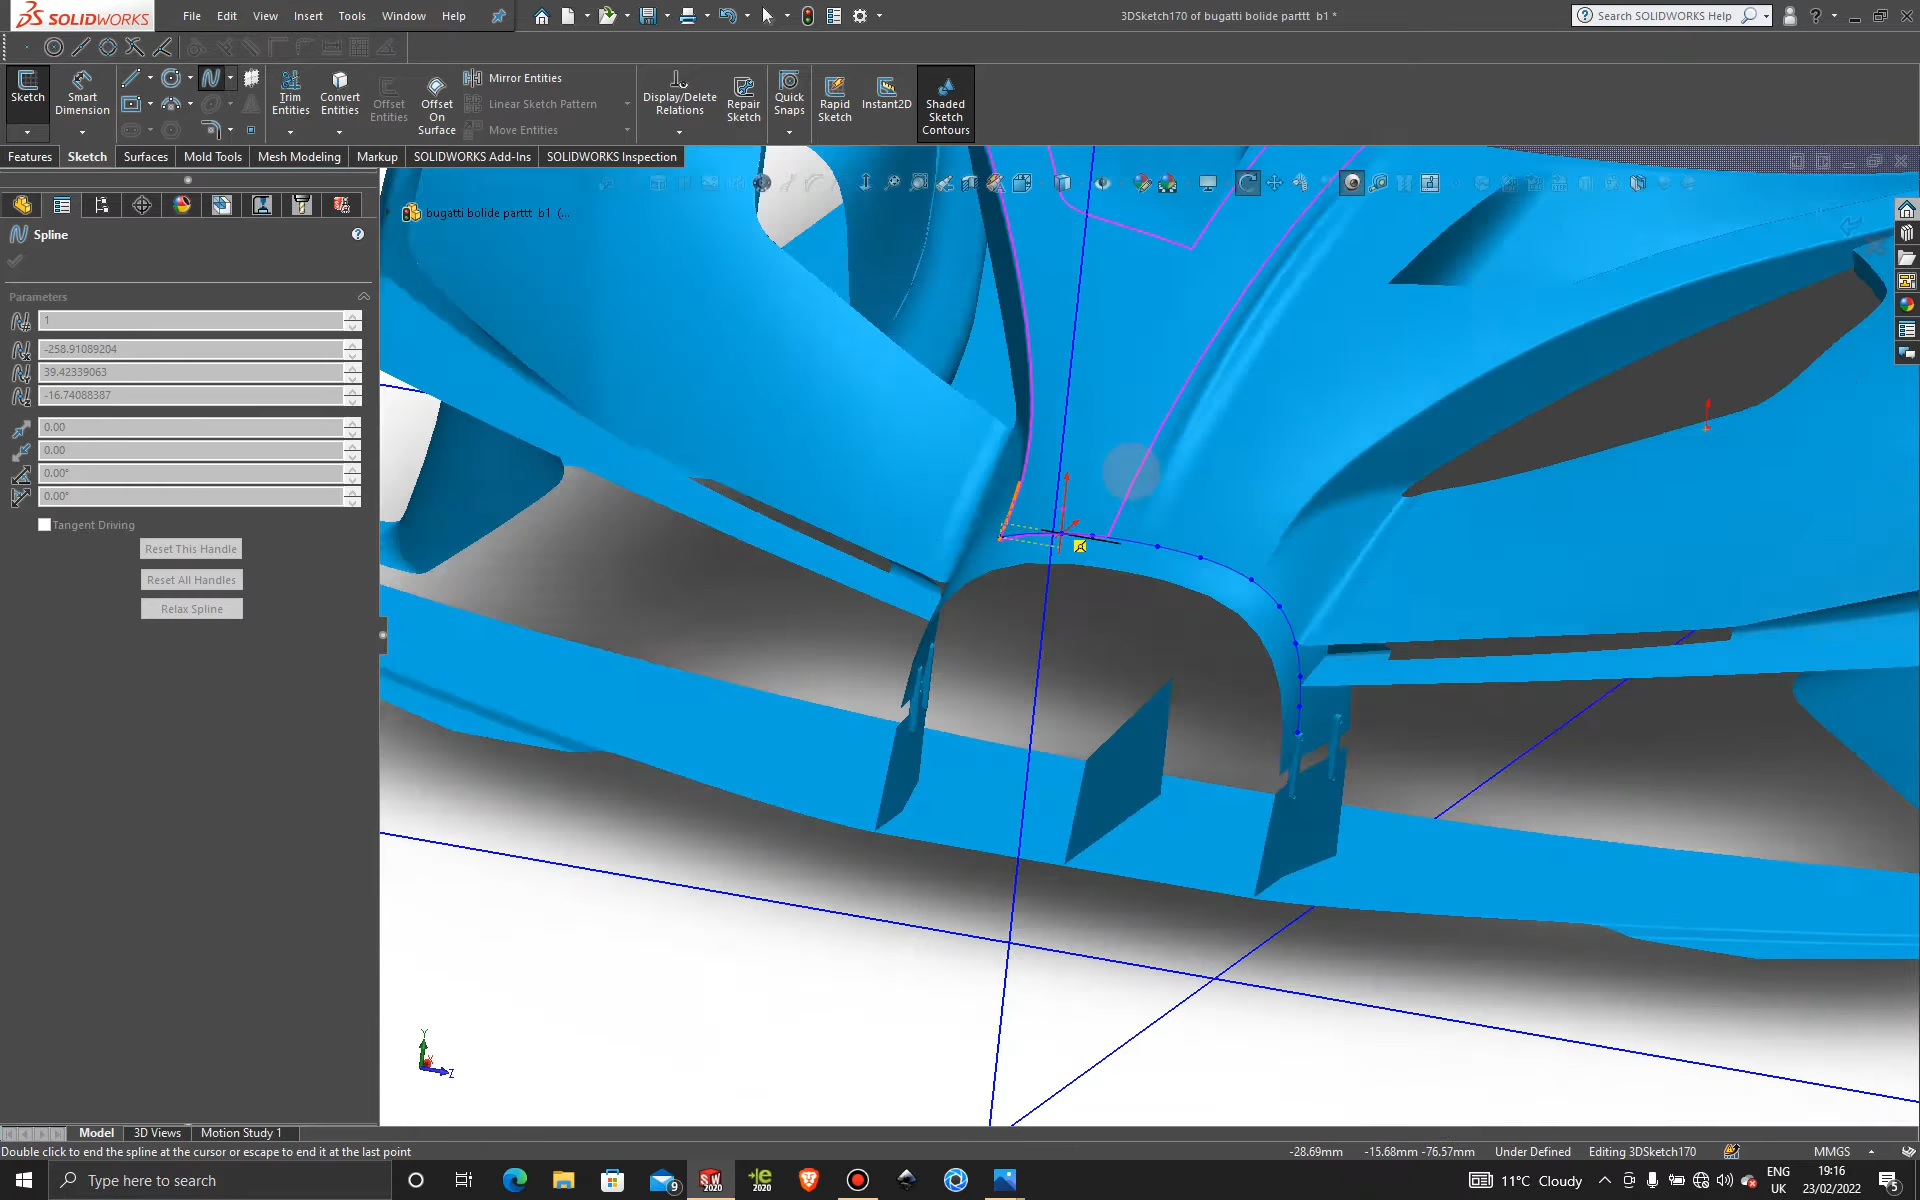 SOLIDWORKS
File Edit View Insert Tools Window Help
3DSketch170 of bugatti bolide parttt b1 *
Search SOLIDWORKS Help
Sketch
Smart Dimension
Trim Entities
Convert Entities
Offset Entities
Offset On Surface
Mirror Entities
Linear Sketch Pattern
Move Entities
Display/Delete Relations
Repair Sketch
Quick Snaps
Rapid Sketch
Instant2D
Shaded Sketch Contours
Features Sketch Surfaces Mold Tools Mesh Modeling Markup SOLIDWORKS Add-Ins SOLIDWORKS Inspection
bugatti bolide parttt b1 (...
Spline
Parameters
1
-258.91089204
39.42339063
-16.74088387
0.00
0.00
0.00°
0.00°
Tangent Driving
Reset This Handle
Reset All Handles
Relax Spline
Y
Z
Model 3D Views Motion Study 1
Double click to end the spline at the cursor or escape to end it at the last point
-28.69mm -15.68mm -76.57mm Under Defined Editing 3DSketch170 MMGS
Type here to search
9
SW 2020
e 2020
11°C Cloudy
ENG UK
19:16
23/02/2022
5